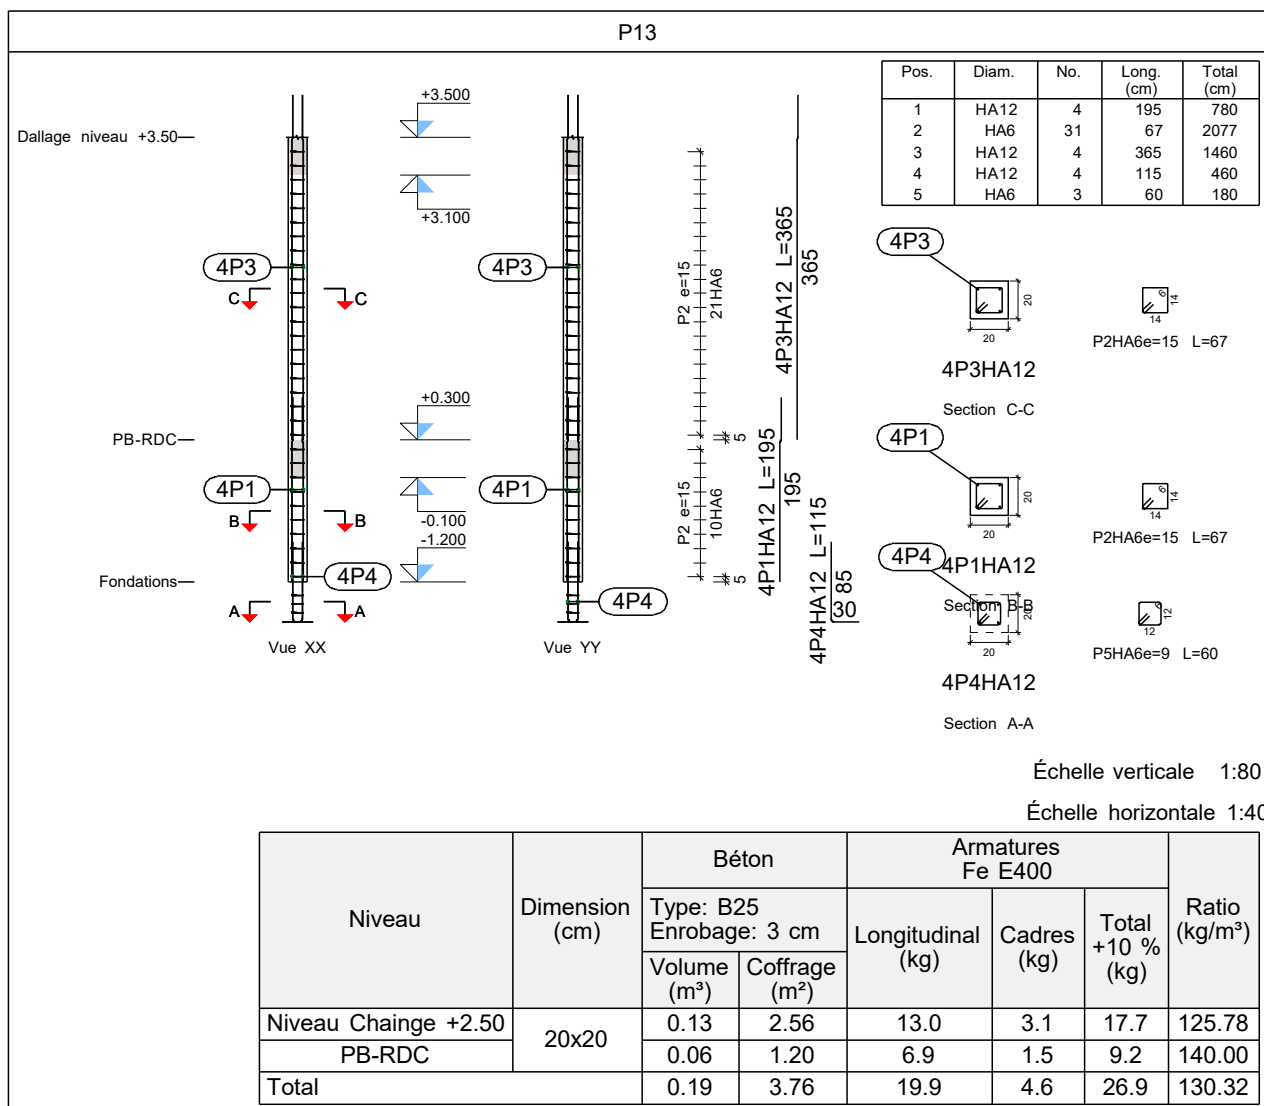 P13
Pos. Diam. No. Long. (cm) Total (cm)
1 HA12 4 195 780
2 HA6 31 67 2077
3 HA12 4 365 1460
4 HA12 4 115 460
5 HA6 3 60 180
Dallage niveau +3.50
+3.500
+3.100
4P3
4P3
C C
PB-RDC
+0.300
4P1
4P1
-0.100
B B
-1.200
Fondations
4P4
4P4
A A
Vue XX
Vue YY
P2 e=15
21HA6
5
P2 e=15
10HA6
5
4P3HA12 L=365
365
4P1HA12 L=195
195
4P4HA12 L=115
85
30
4P3
20
20
4P3HA12
Section C-C
6
14
14
P2HA6e=15 L=67
4P1
20
20
4P1HA12
Section B-B
6
14
14
P2HA6e=15 L=67
4P4
20
20
4P4HA12
Section A-A
6
12
12
P5HA6e=9 L=60
Échelle verticale 1:80
Échelle horizontale 1:40
Niveau
Dimension
(cm)
Béton
Type: B25
Enrobage: 3 cm
Volume
(m³)
Coffrage
(m²)
Armatures
Fe E400
Longitudinal
(kg)
Cadres
(kg)
Total
+10 %
(kg)
Ratio
(kg/m³)
Niveau Chainge +2.50 20x20 0.13 2.56 13.0 3.1 17.7 125.78
PB-RDC 0.06 1.20 6.9 1.5 9.2 140.00
Total 0.19 3.76 19.9 4.6 26.9 130.32